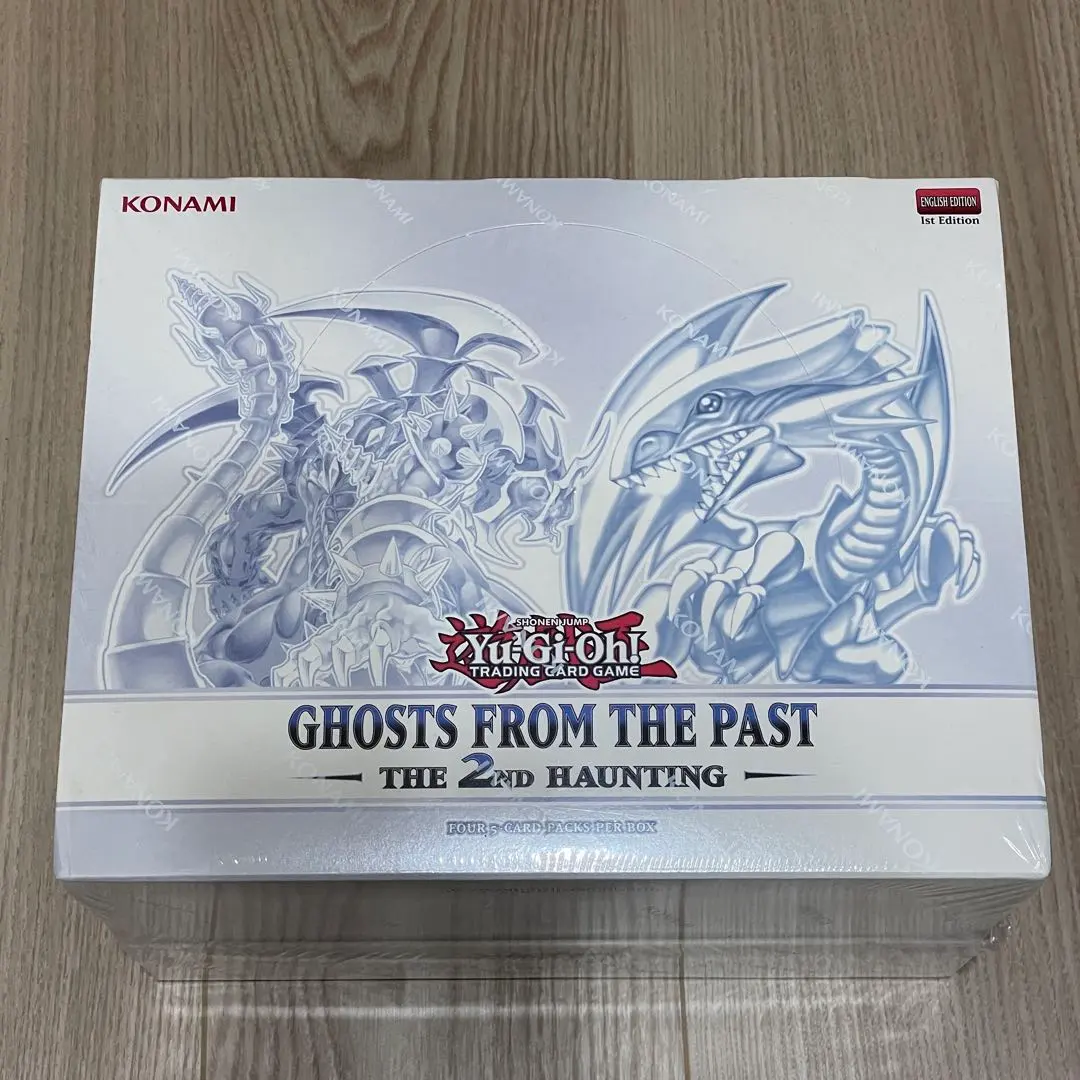 KONAMI
ENGLISH EDITION
1st Edition
SHONEN JUMP
Yu-Gi-Oh!
TRADING CARD GAME
GHOSTS FROM THE PAST
THE 2ND HAUNTING
FOUR 5-CARD PACKS PER BOX